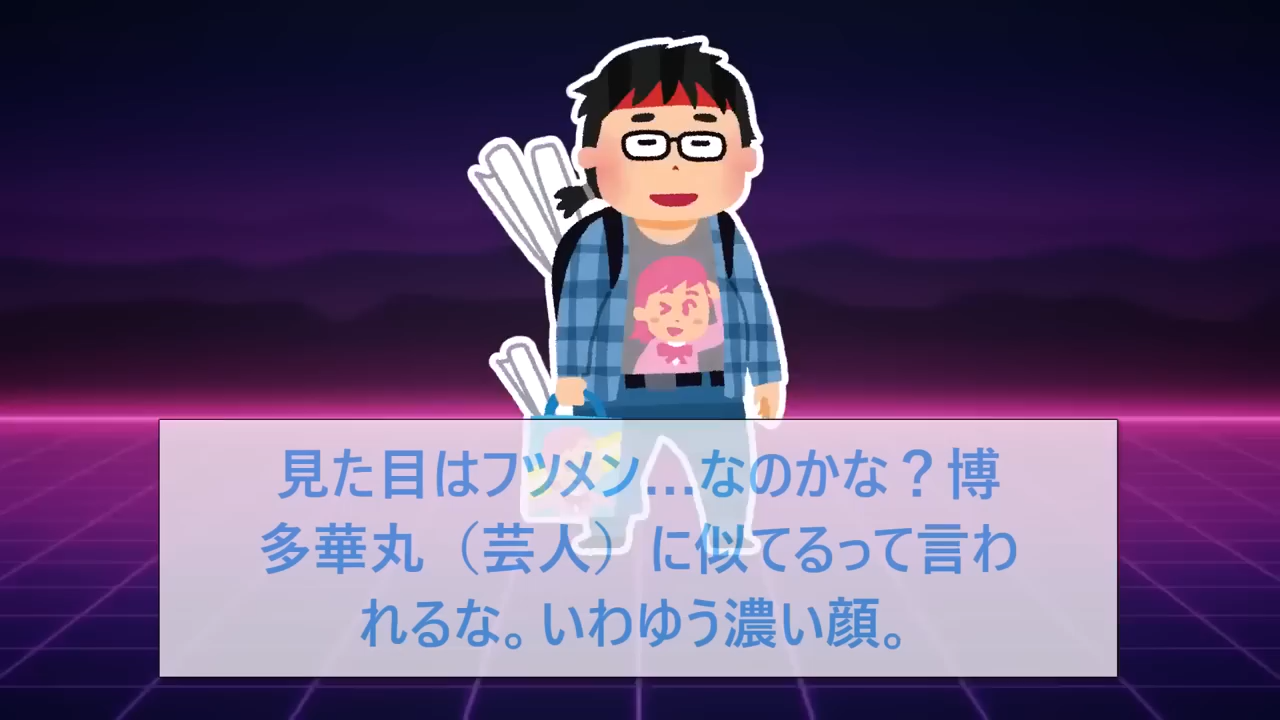 見た目はフツメン...なのかな？博
多華丸（芸人）に似てるって言わ
れるな。いわゆう濃い顔。